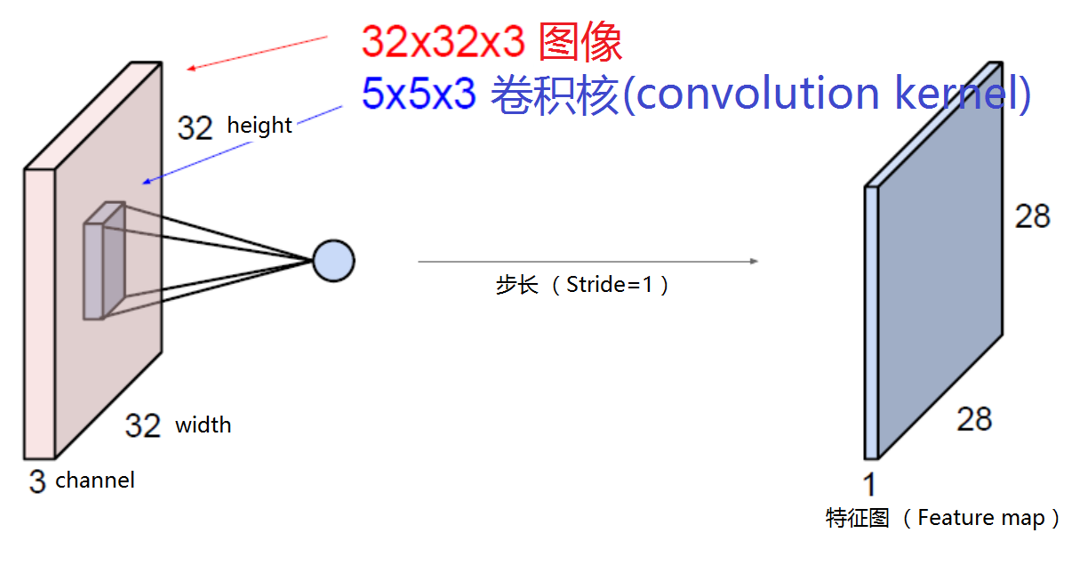 32x32x3 图像
5x5x3 卷积核(convolution kernel)
32 height
28
步长 （ Stride=1 ）
32 width
28
3 channel
1
特征图 （ Feature map ）